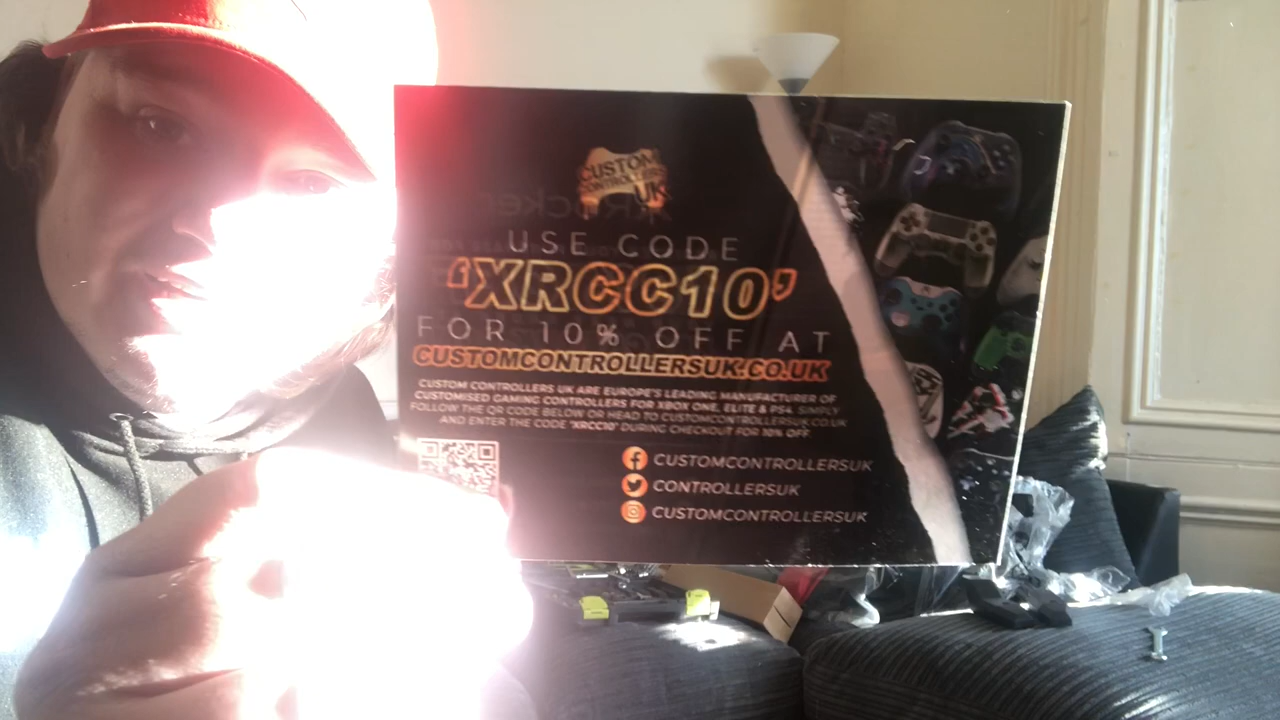 CUSTOM
CONTROLLERS
UK
USE CODE
'XRCC10'
FOR 10% OFF AT
CUSTOMCONTROLLERSUK.CO.UK
CUSTOM CONTROLLERS UK ARE EUROPE'S LEADING MANUFACTURER OF
CUSTOMISED GAMING CONTROLLERS FOR XBOX ONE, ELITE & PS4. SIMPLY
FOLLOW THE QR CODE BELOW OR HEAD TO CUSTOMCONTROLLERSUK.CO.UK
AND ENTER THE CODE 'XRCC10' DURING CHECKOUT FOR 10% OFF.
CUSTOMCONTROLLERSUK
CONTROLLERSUK
CUSTOMCONTROLLERSUK